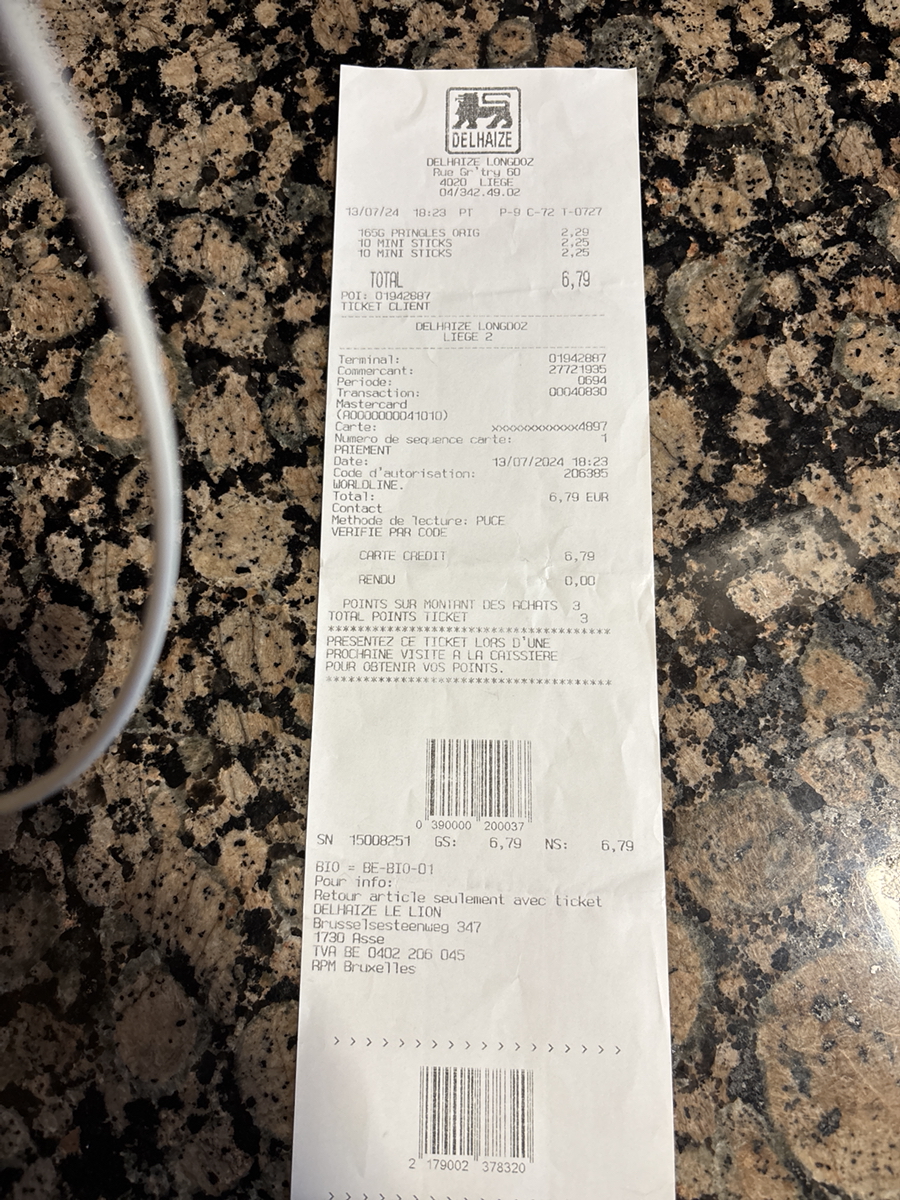 DELHAIZE
DELHAIZE LONGDOZ
Rue Gr'try 60
4020 LIEGE
04/342.49.02
13/07/24 18:23 PT P-9 C-72 T-0727
165G PRINGLES ORIG 2,29
10 MINI STICKS 2,25
10 MINI STICKS 2,25
TOTAL 6,79
POI: 01942887
TICKET CLIENT
DELHAIZE LONGDOZ
LIEGE 2
Terminal: 01942887
Commercant: 27721935
Periode: 0694
Transaction: 00040830
Mastercard
(A0000000041010)
Carte: xxxxxxxxxxxx4897
Numero de sequence carte: 1
PAIEMENT
Date: 13/07/2024 18:23
Code d'autorisation: 206385
WORLDLINE.
Total: 6,79 EUR
Contact
Methode de lecture: PUCE
VERIFIE PAR CODE
CARTE CREDIT 6,79
RENDU 0,00
POINTS SUR MONTANT DES ACHATS 3
TOTAL POINTS TICKET 3
****************************************
PRESENTEZ CE TICKET LORS D'UNE
PROCHAINE VISITE A LA CAISSIERE
POUR OBTENIR VOS POINTS.
****************************************
0 390000 200037
SN 15008251 GS: 6,79 NS: 6,79
BIO = BE-BIO-01
Pour info:
Retour article seulement avec ticket
DELHAIZE LE LION
Brusselsesteenweg 347
1730 Asse
TVA BE 0402 206 045
RPM Bruxelles
> > > > > > > > > > > > > > > > > >
2 179002 378320
> > > > > > > > > > > > > > > > > >